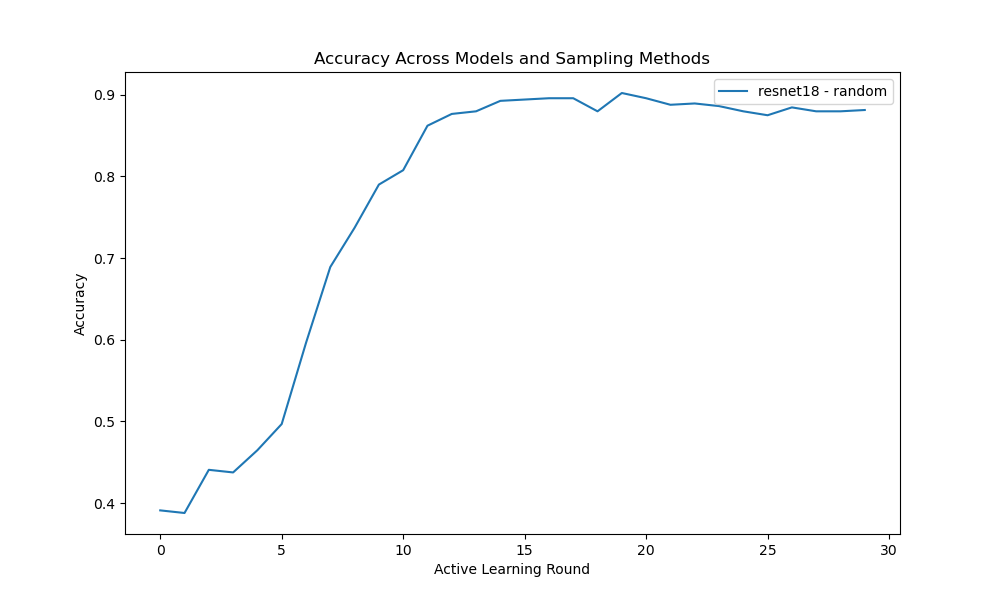 Accuracy Across Models and Sampling Methods
resnet18 - random
Accuracy
0.9
0.8
0.7
0.6
0.5
0.4
0 5 10 15 20 25 30
Active Learning Round